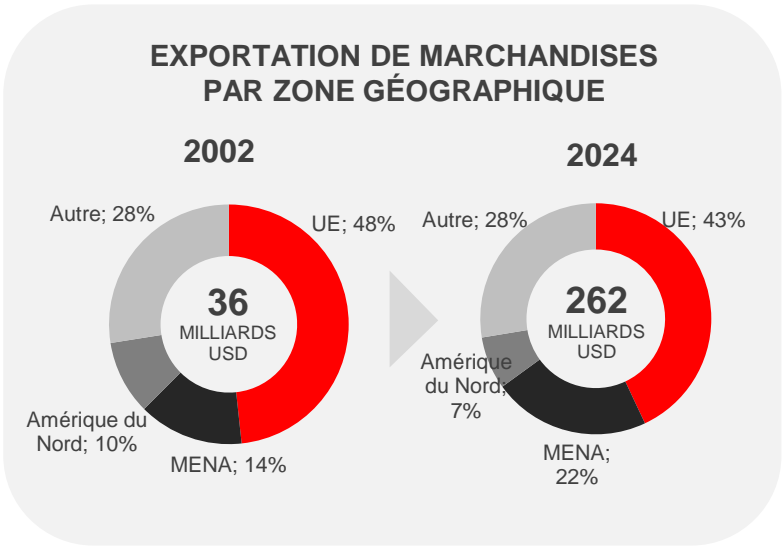 EXPORTATION DE MARCHANDISES
PAR ZONE GÉOGRAPHIQUE
2002
Autre; 28%
UE; 48%
36
MILLIARDS
USD
Amérique du
Nord; 10%
MENA; 14%
2024
Autre; 28%
UE; 43%
262
MILLIARDS
USD
Amérique
du Nord;
7%
MENA;
22%